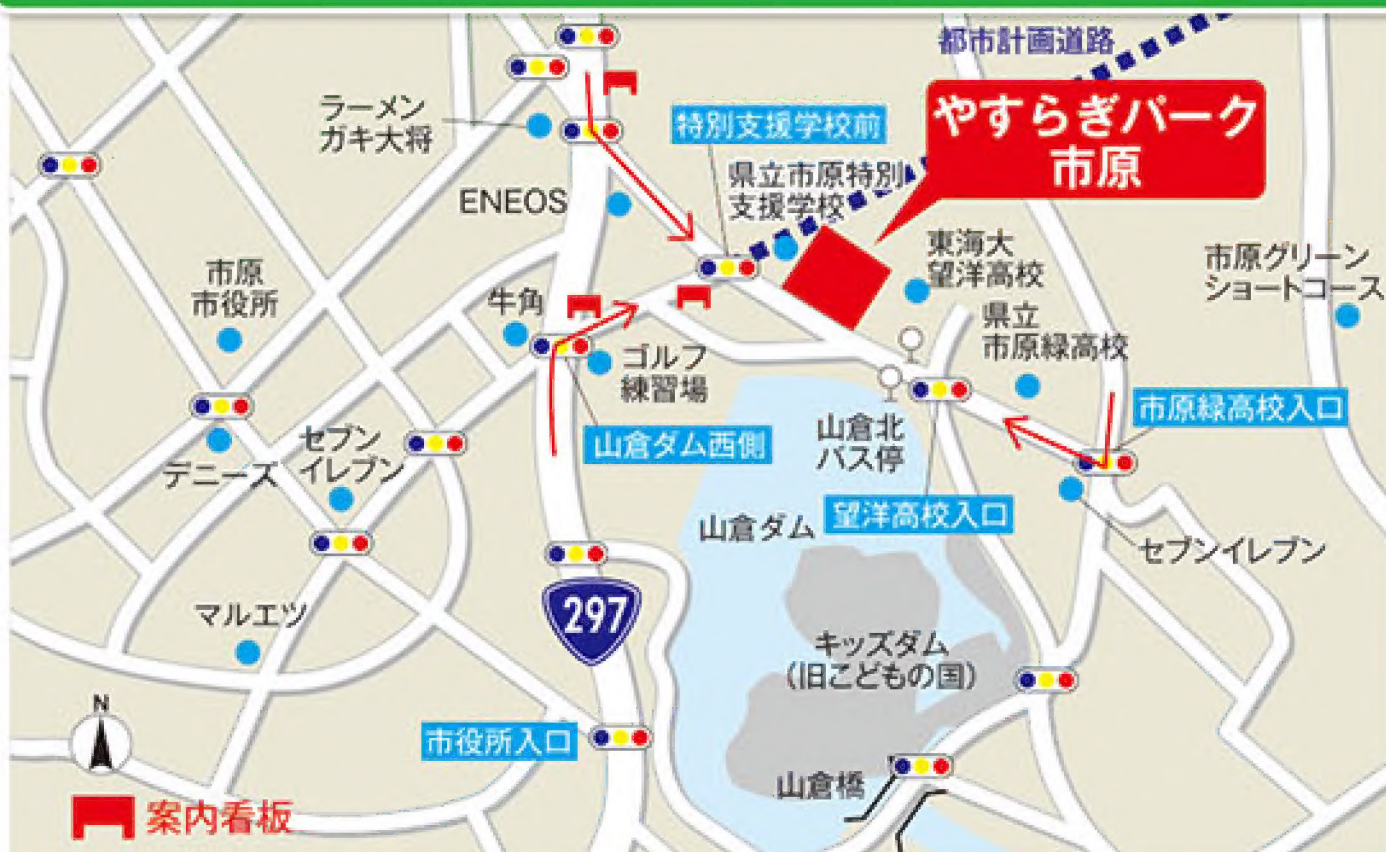 都市計画道路
やすらぎパーク
市原
ラーメン
ガキ大将
特別支援学校前
県立市原特別
支援学校
ENEOS
東海大
望洋高校
市原グリーン
ショートコース
市原
市役所
牛角
県立
市原緑高校
ゴルフ
練習場
市原緑高校入口
山倉ダム西側
山倉北
バス停
セブン
イレブン
デニーズ
望洋高校入口
山倉ダム
セブンイレブン
297
マルエツ
キッズダム
(旧こどもの国)
N
市役所入口
山倉橋
案内看板